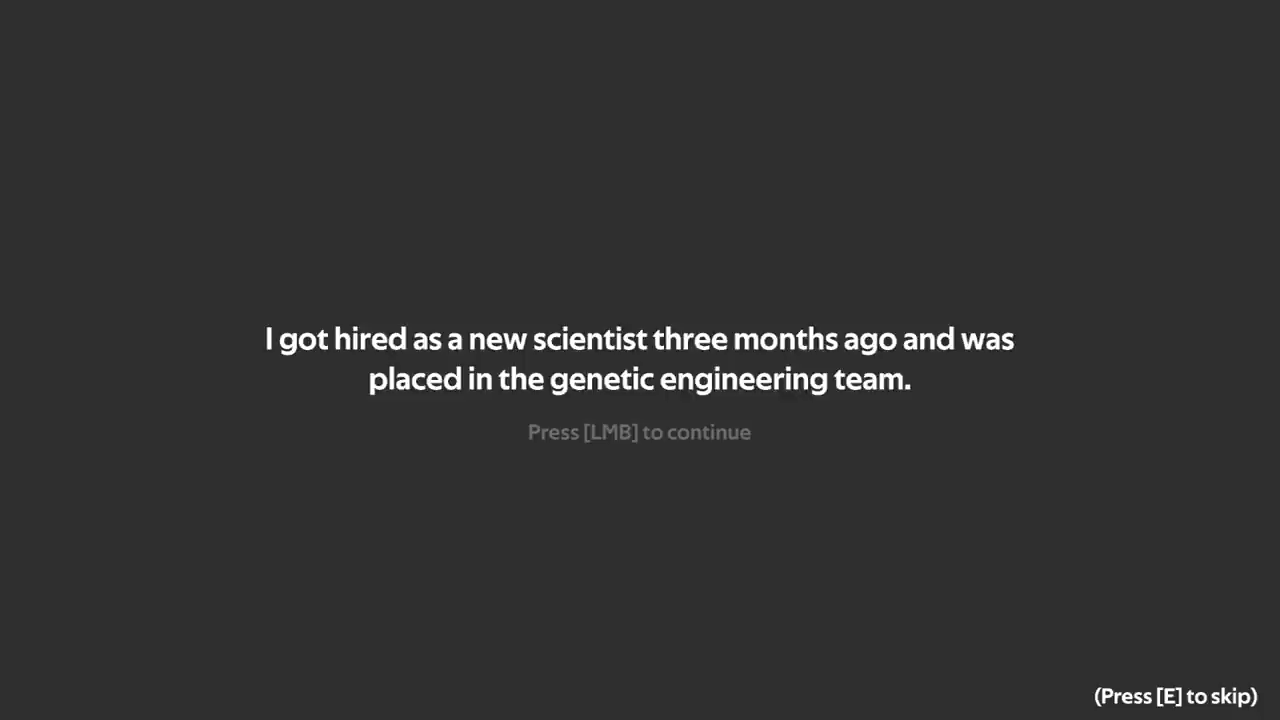 I got hired as a new scientist three months ago and was
placed in the genetic engineering team.
Press [LMB] to continue
(Press [E] to skip)